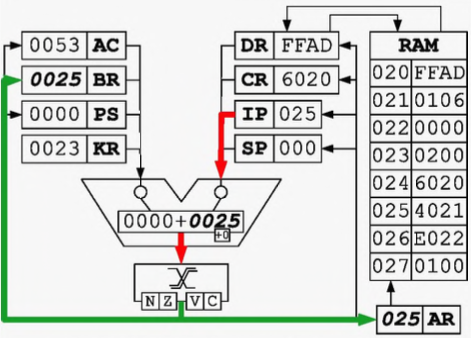 0053 AC
DR FFAD
RAM
0025 BR
CR 6020
020 FFAD
021 0106
0000 PS
IP 025
022 0000
0023 KR
SP 000
023 0200
024 6020
0000+0025
025 4021
+0
026 E022
027 0100
N Z V C
025 AR